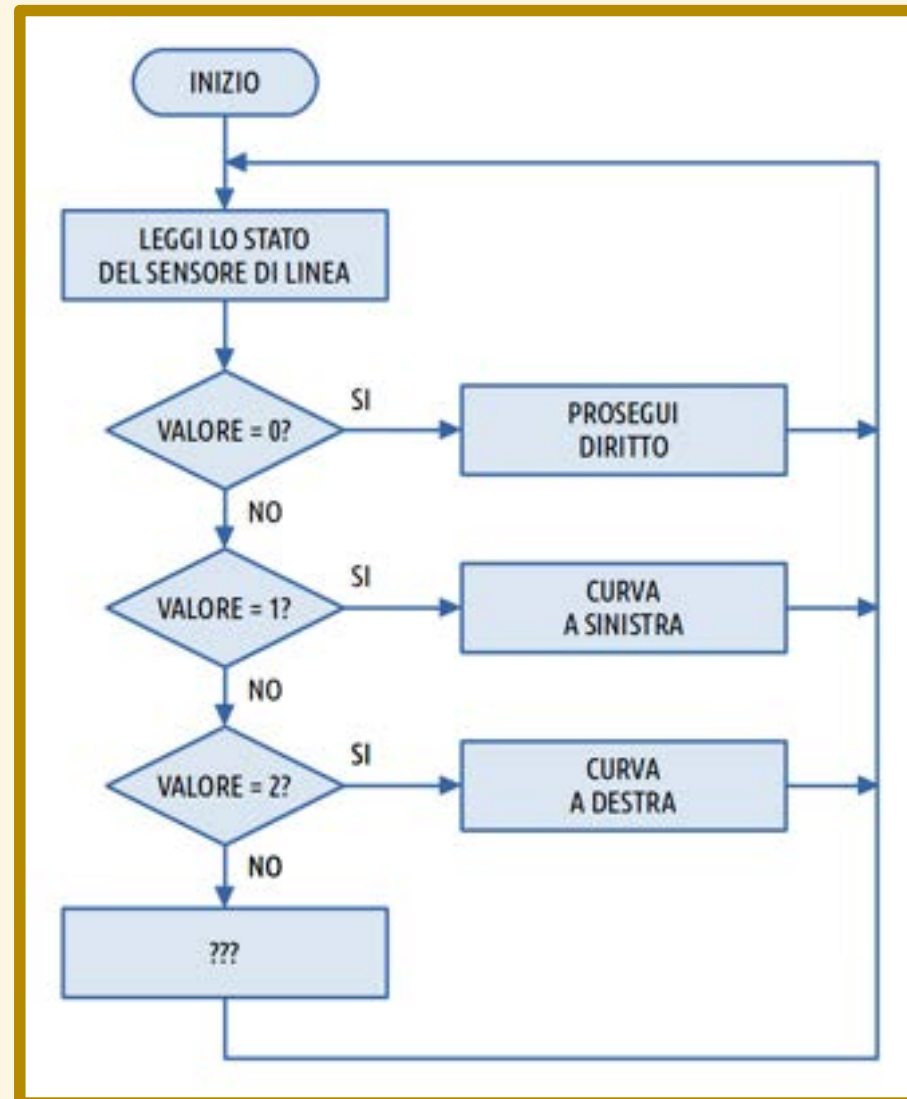 INIZIO
LEGGI LO STATO
DEL SENSORE DI LINEA
VALORE = 0?
SI
PROSEGUI
DIRITTO
NO
VALORE = 1?
SI
CURVA
A SINISTRA
NO
VALORE = 2?
SI
CURVA
A DESTRA
NO
???